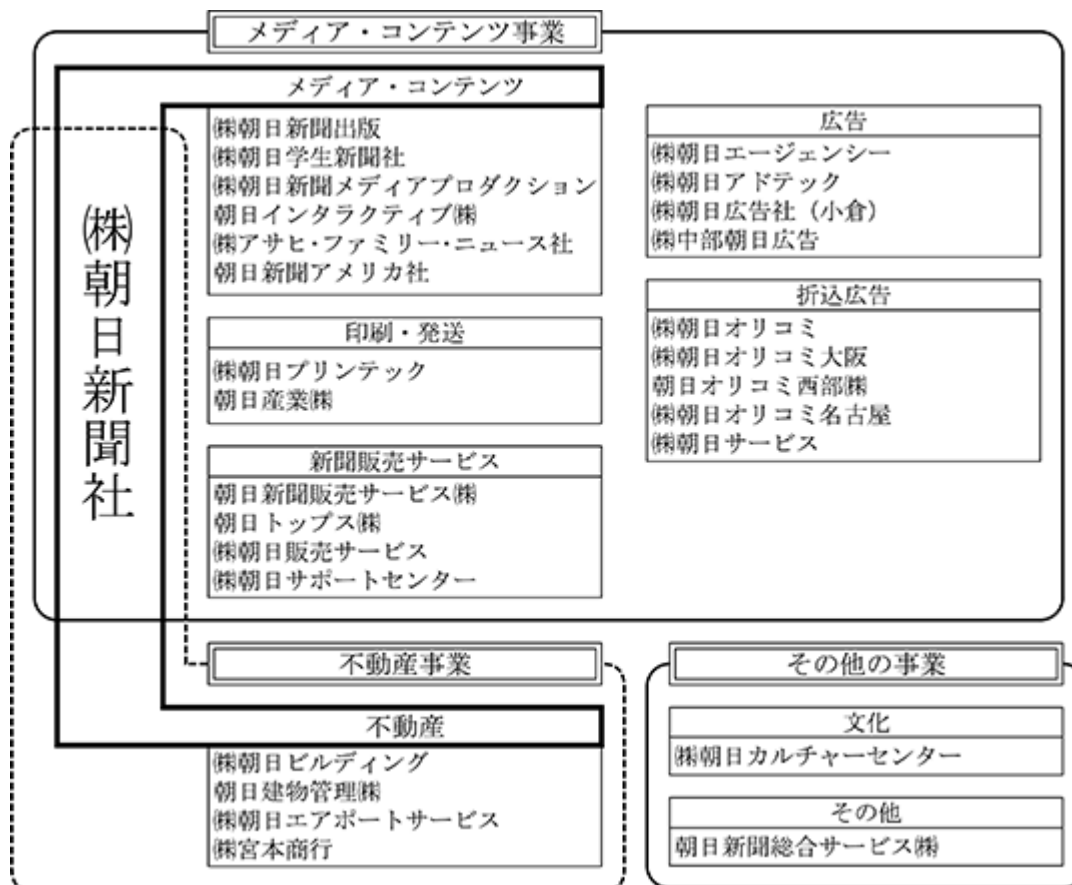 メディア・コンテンツ事業
㈱朝日新聞社
メディア・コンテンツ
㈱朝日新聞出版
㈱朝日学生新聞社
㈱朝日新聞メディアプロダクション
朝日インタラクティブ㈱
㈱アサヒ・ファミリー・ニュース社
朝日新聞アメリカ社
印刷・発送
㈱朝日プリンテック
朝日産業㈱
新聞販売サービス
朝日新聞販売サービス㈱
朝日トップス㈱
㈱朝日販売サービス
㈱朝日サポートセンター
広告
㈱朝日エージェンシー
㈱朝日アドテック
㈱朝日広告社（小倉）
㈱中部朝日広告
折込広告
㈱朝日オリコミ
㈱朝日オリコミ大阪
朝日オリコミ西部㈱
㈱朝日オリコミ名古屋
㈱朝日サービス
不動産事業
不動産
㈱朝日ビルディング
朝日建物管理㈱
㈱朝日エアポートサービス
㈱宮本商行
その他の事業
文化
㈱朝日カルチャーセンター
その他
朝日新聞総合サービス㈱